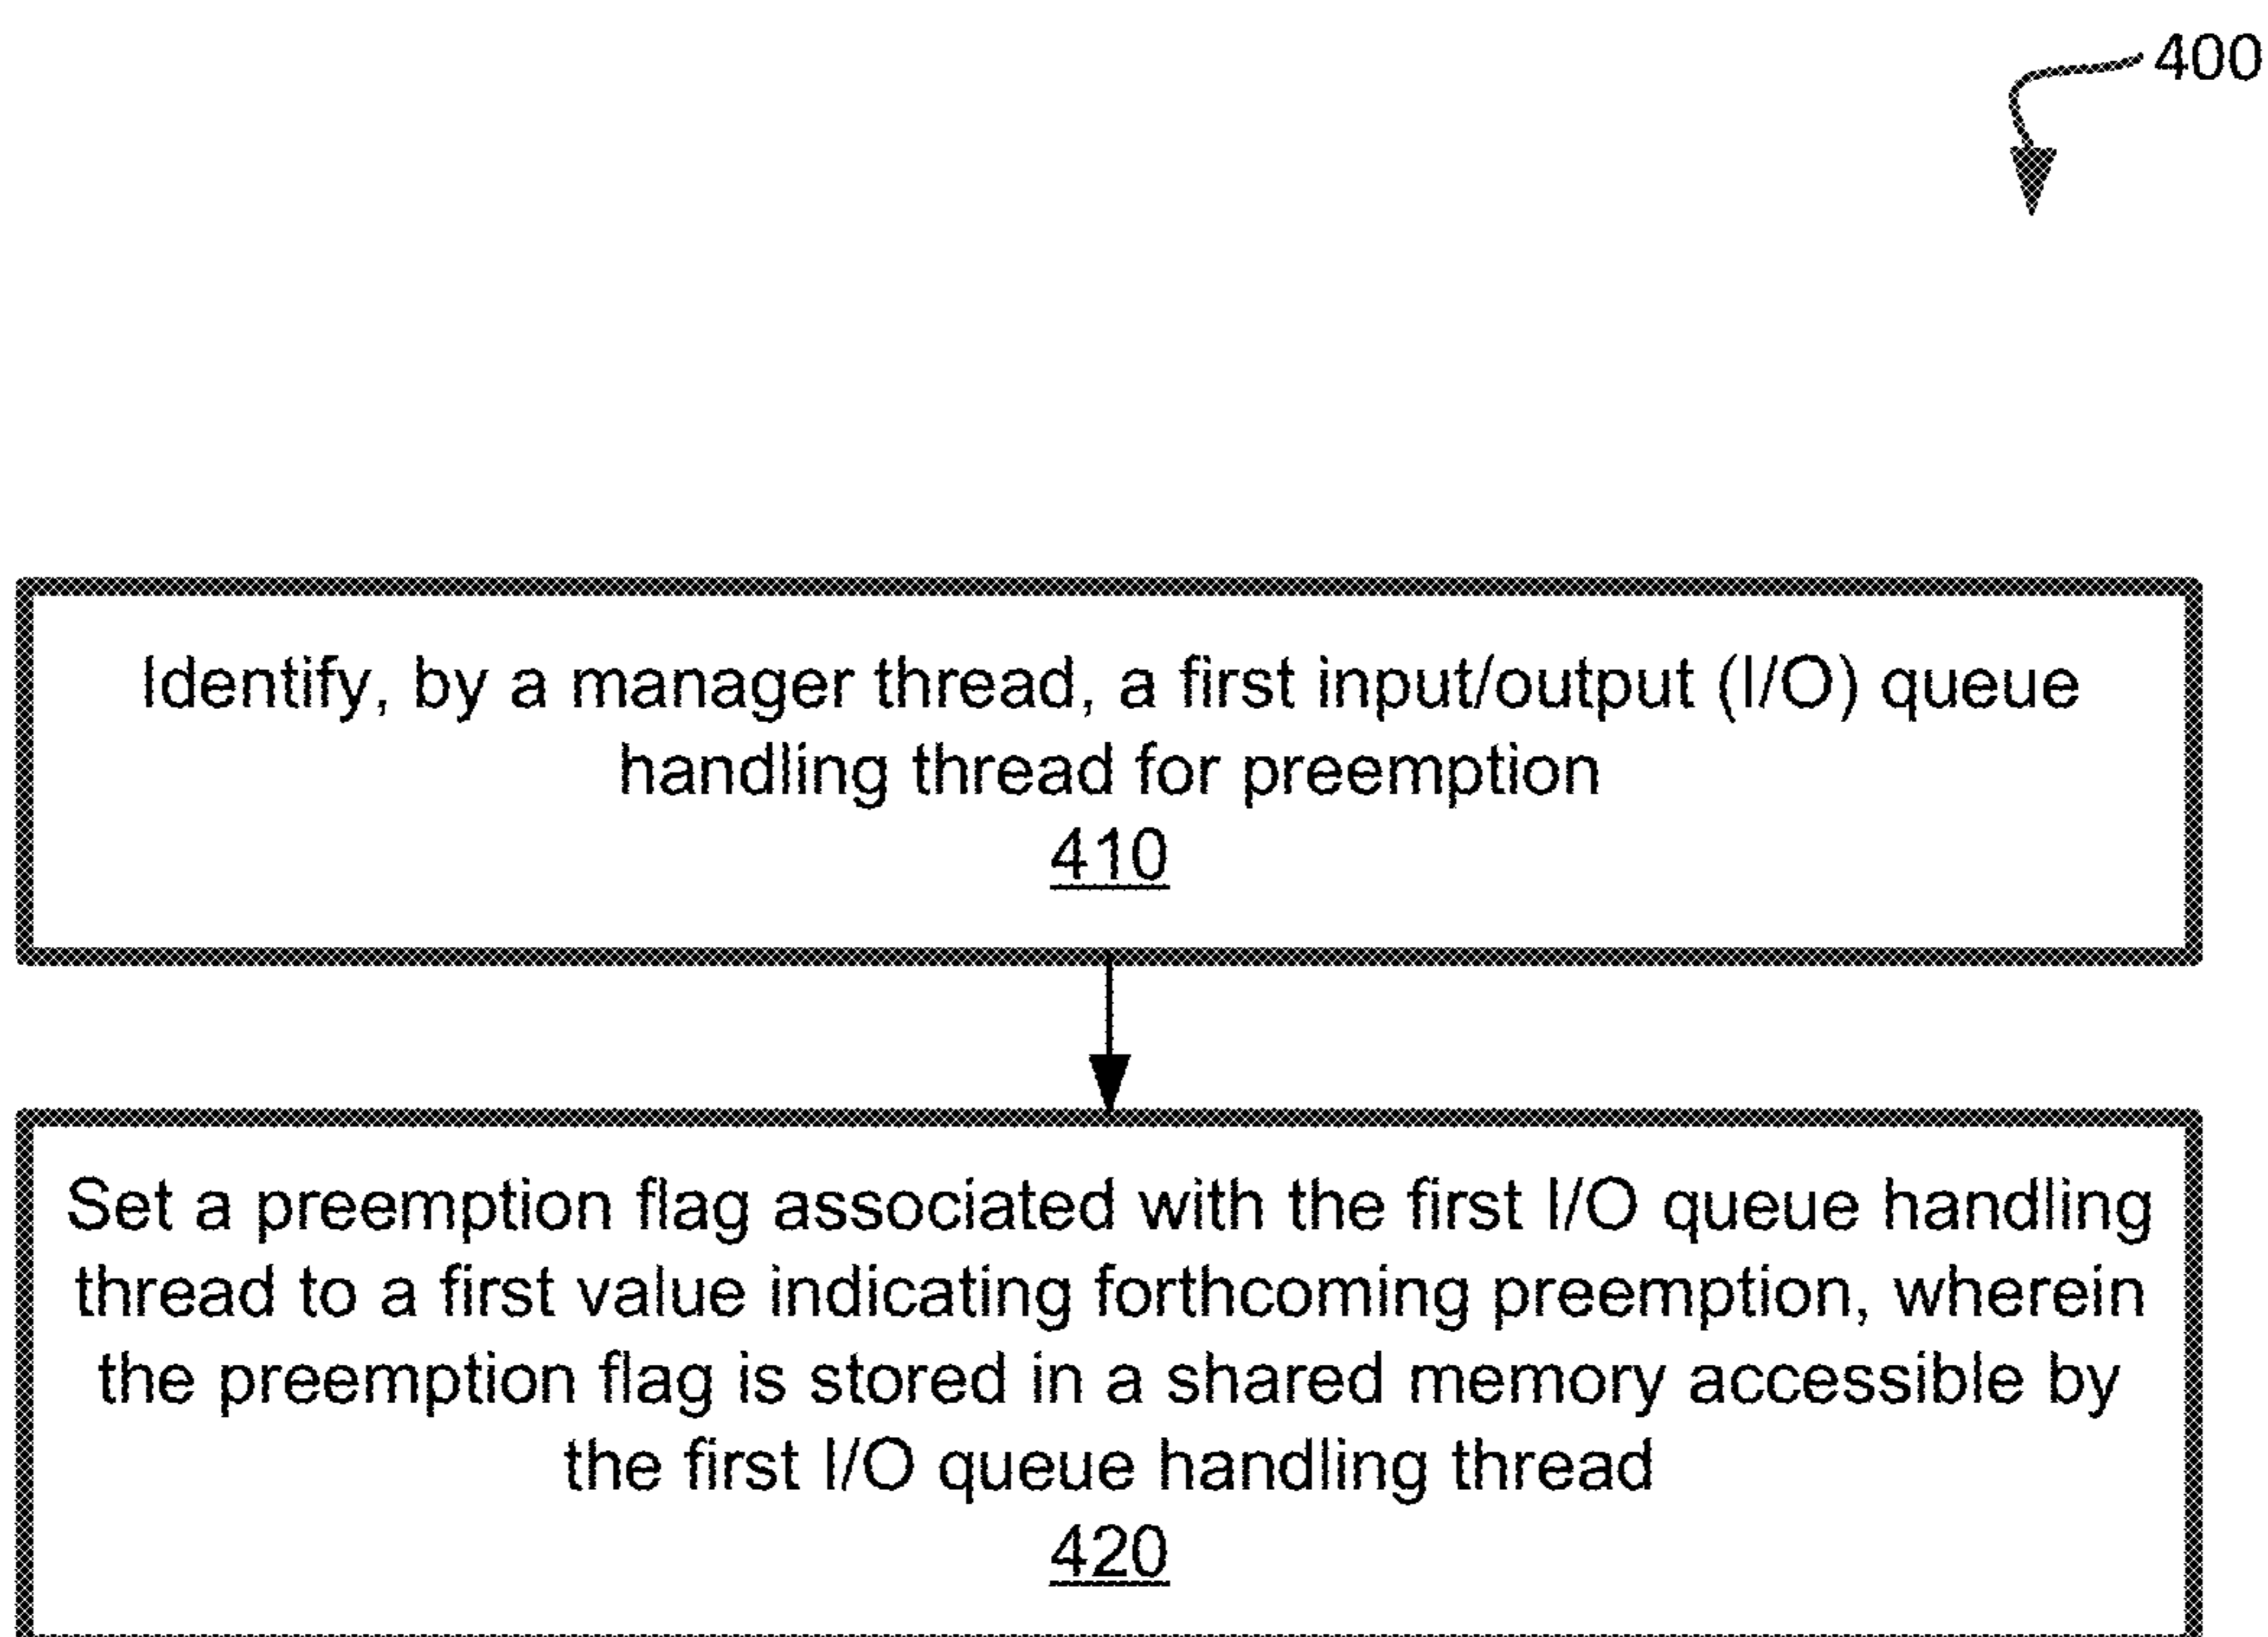 400
Identify, by a manager thread, a first input/output (I/O) queue
handling thread for preemption
410
Set a preemption flag associated with the first I/O queue handling
thread to a first value indicating forthcoming preemption, wherein
the preemption flag is stored in a shared memory accessible by
the first I/O queue handling thread
420